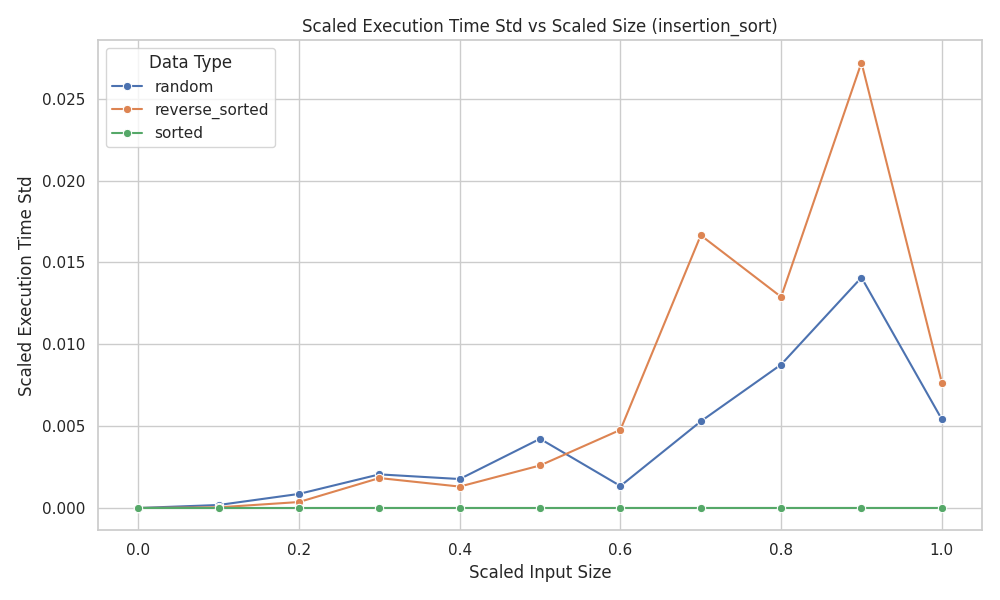 Scaled Execution Time Std vs Scaled Size (insertion_sort)
Data Type
random
reverse_sorted
sorted
Scaled Execution Time Std
0.025
0.020
0.015
0.010
0.005
0.000
0.0 0.2 0.4 0.6 0.8 1.0
Scaled Input Size